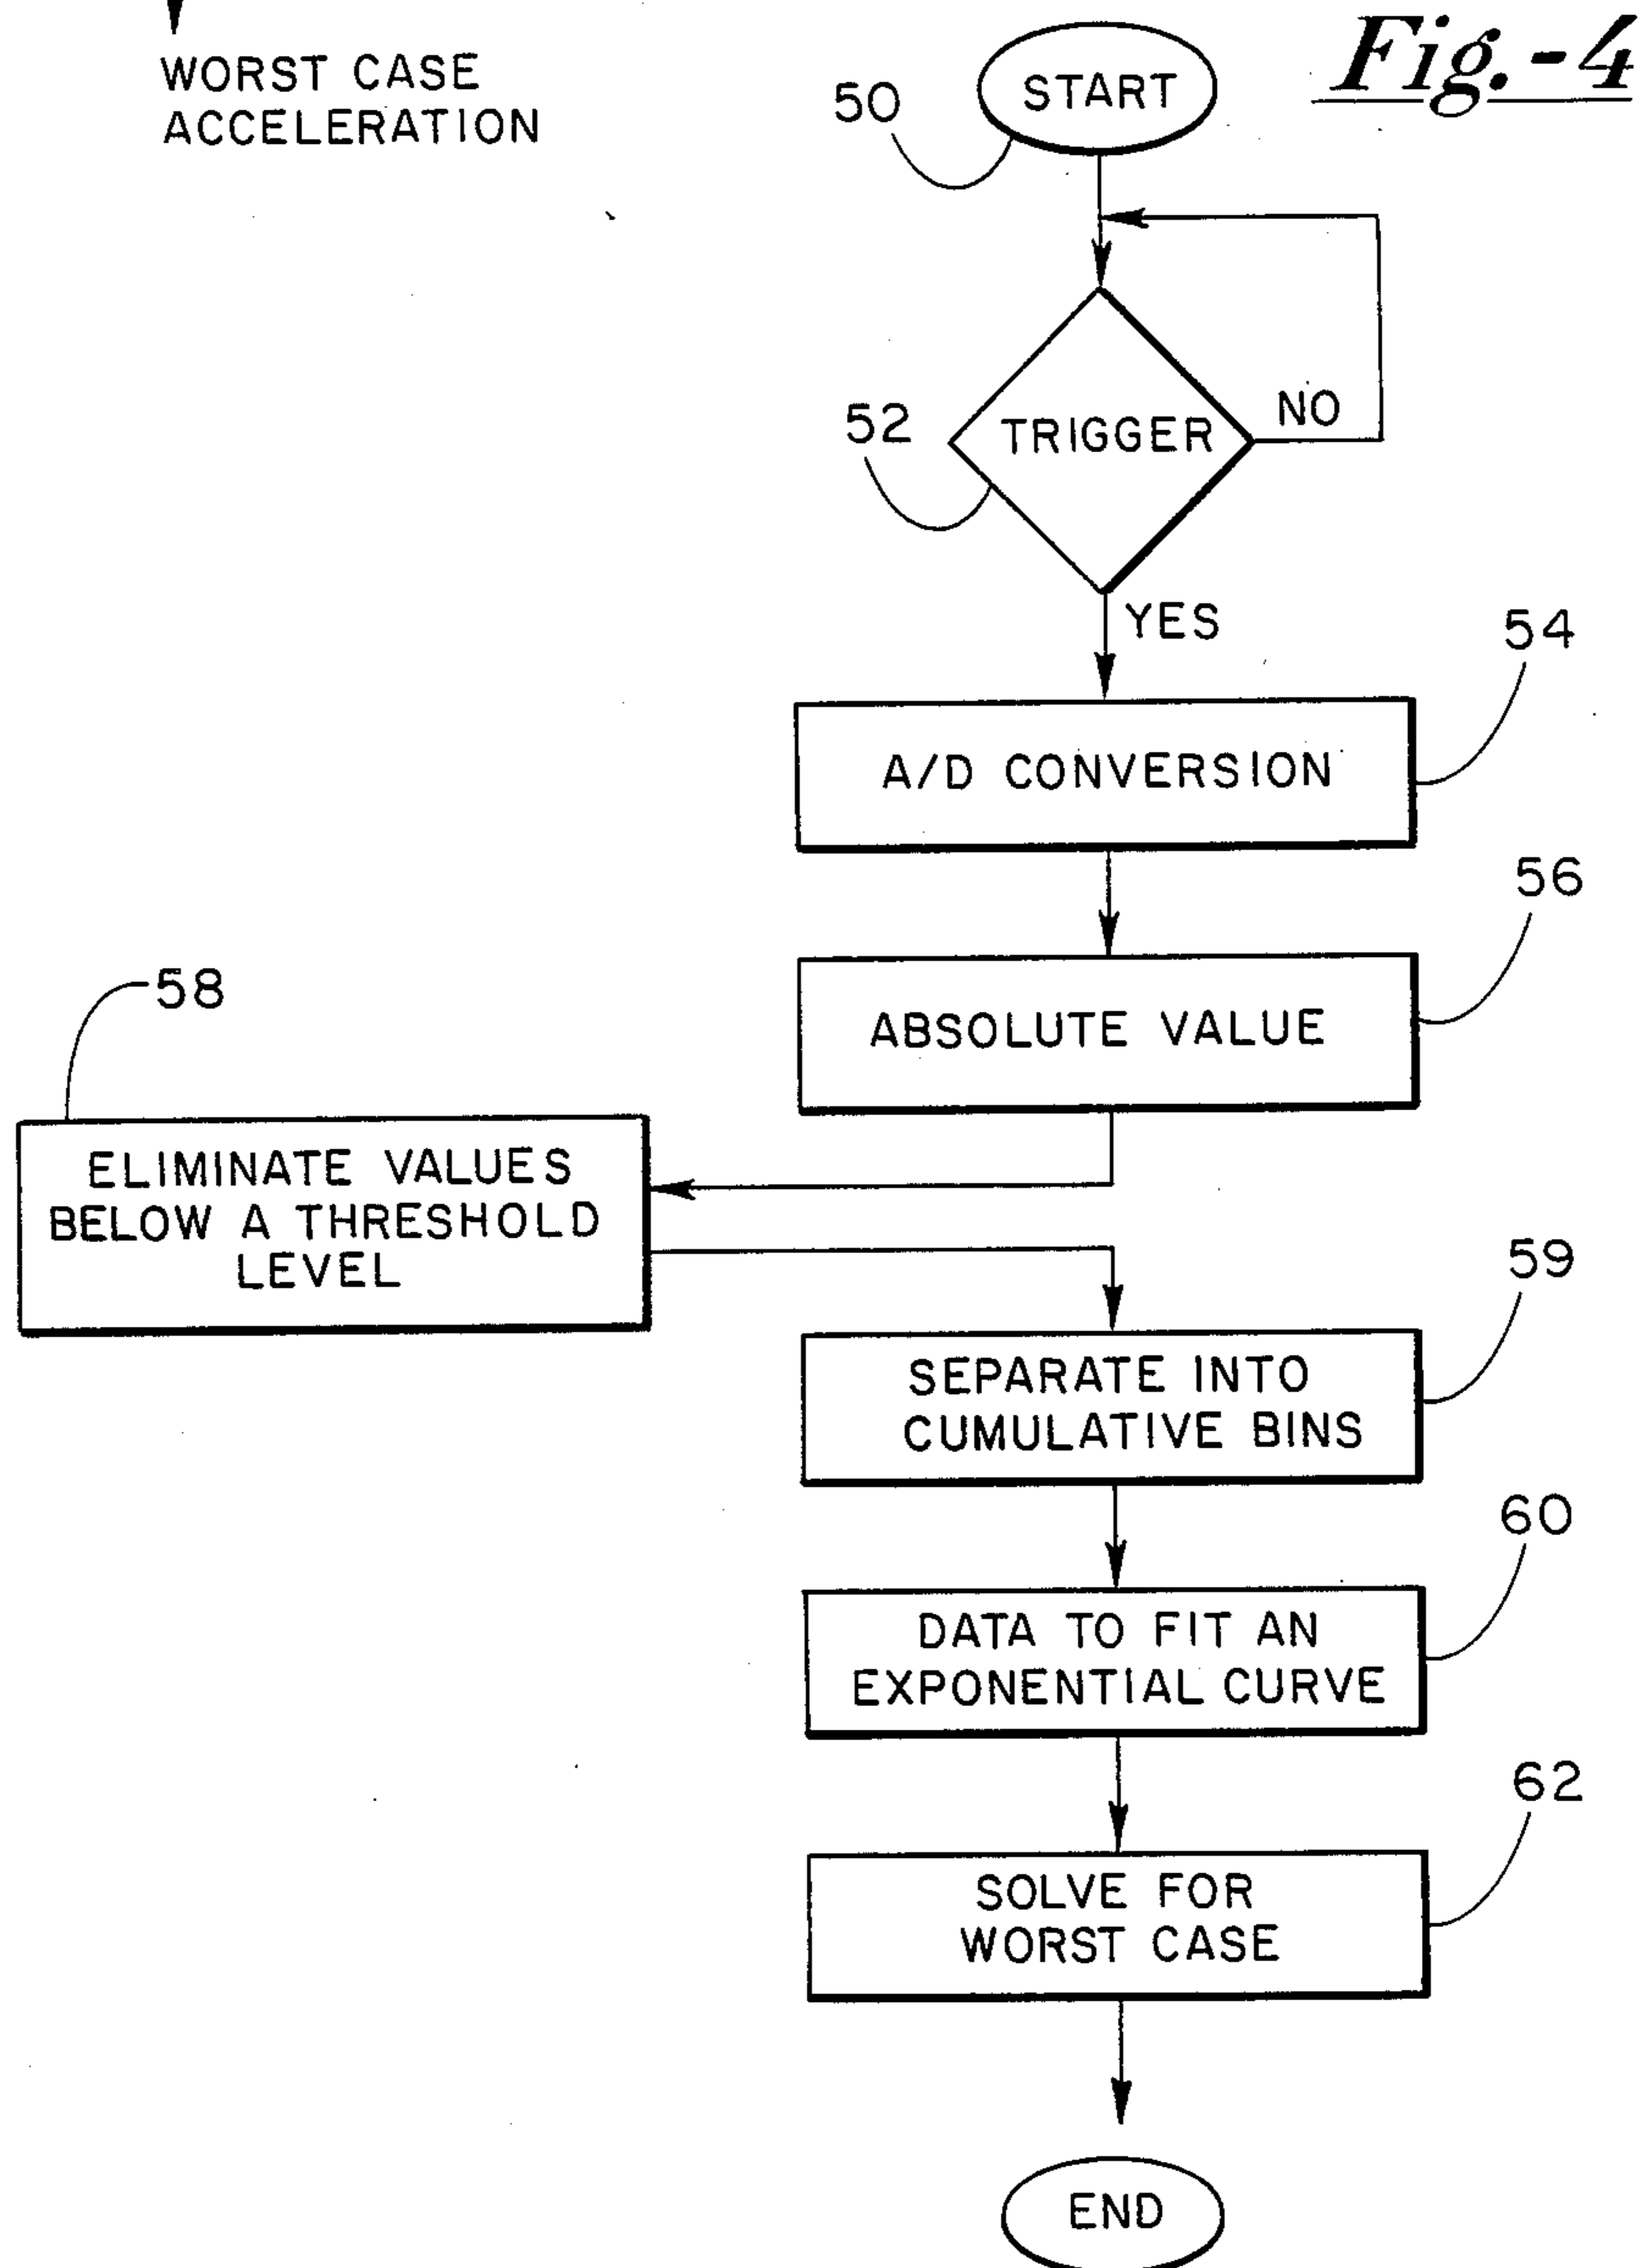 WORST CASE
ACCELERATION
Fig.-4
50
START
52
TRIGGER
NO
YES
54
A/D CONVERSION
56
ABSOLUTE VALUE
58
ELIMINATE VALUES
BELOW A THRESHOLD
LEVEL
59
SEPARATE INTO
CUMULATIVE BINS
60
DATA TO FIT AN
EXPONENTIAL CURVE
62
SOLVE FOR
WORST CASE
END